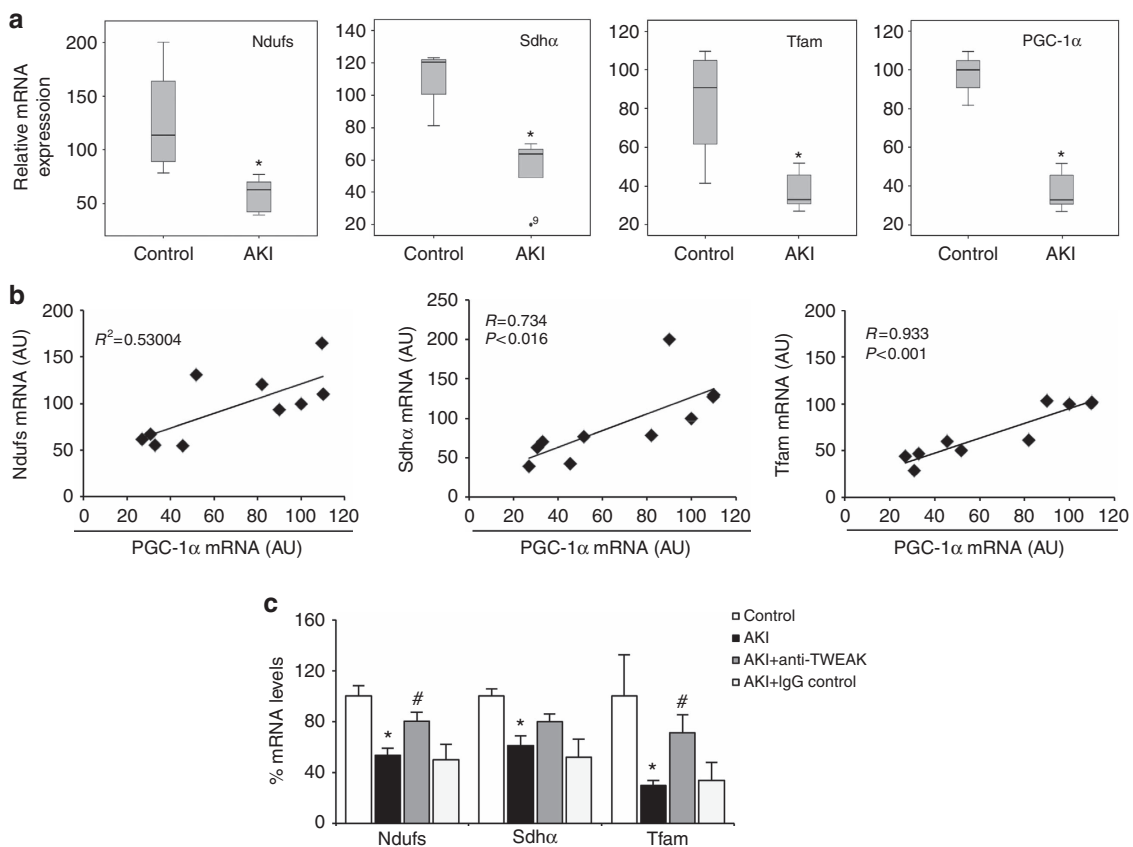 a
Relative mRNA
expressoion
Ndufs
200
150
100
50
Control AKI
*
Sdhα
140
120
100
80
60
40
20
Control AKI
*
9
Tfam
120
100
80
60
40
20
Control AKI
*
PGC-1α
120
100
80
60
40
20
Control AKI
*
b
Ndufs mRNA (AU)
200
150
100
50
0
R²=0.53004
0 20 40 60 80 100 120
PGC-1α mRNA (AU)
Sdhα mRNA (AU)
250
200
150
100
50
0
R=0.734
P<0.016
0 20 40 60 80 100 120
PGC-1α mRNA (AU)
Tfam mRNA (AU)
200
150
100
50
0
R=0.933
P<0.001
0 20 40 60 80 100 120
PGC-1α mRNA (AU)
c
% mRNA levels
160
120
80
40
0
* #
*
* #
Ndufs Sdhα Tfam
Control
AKI
AKI+anti-TWEAK
AKI+IgG control